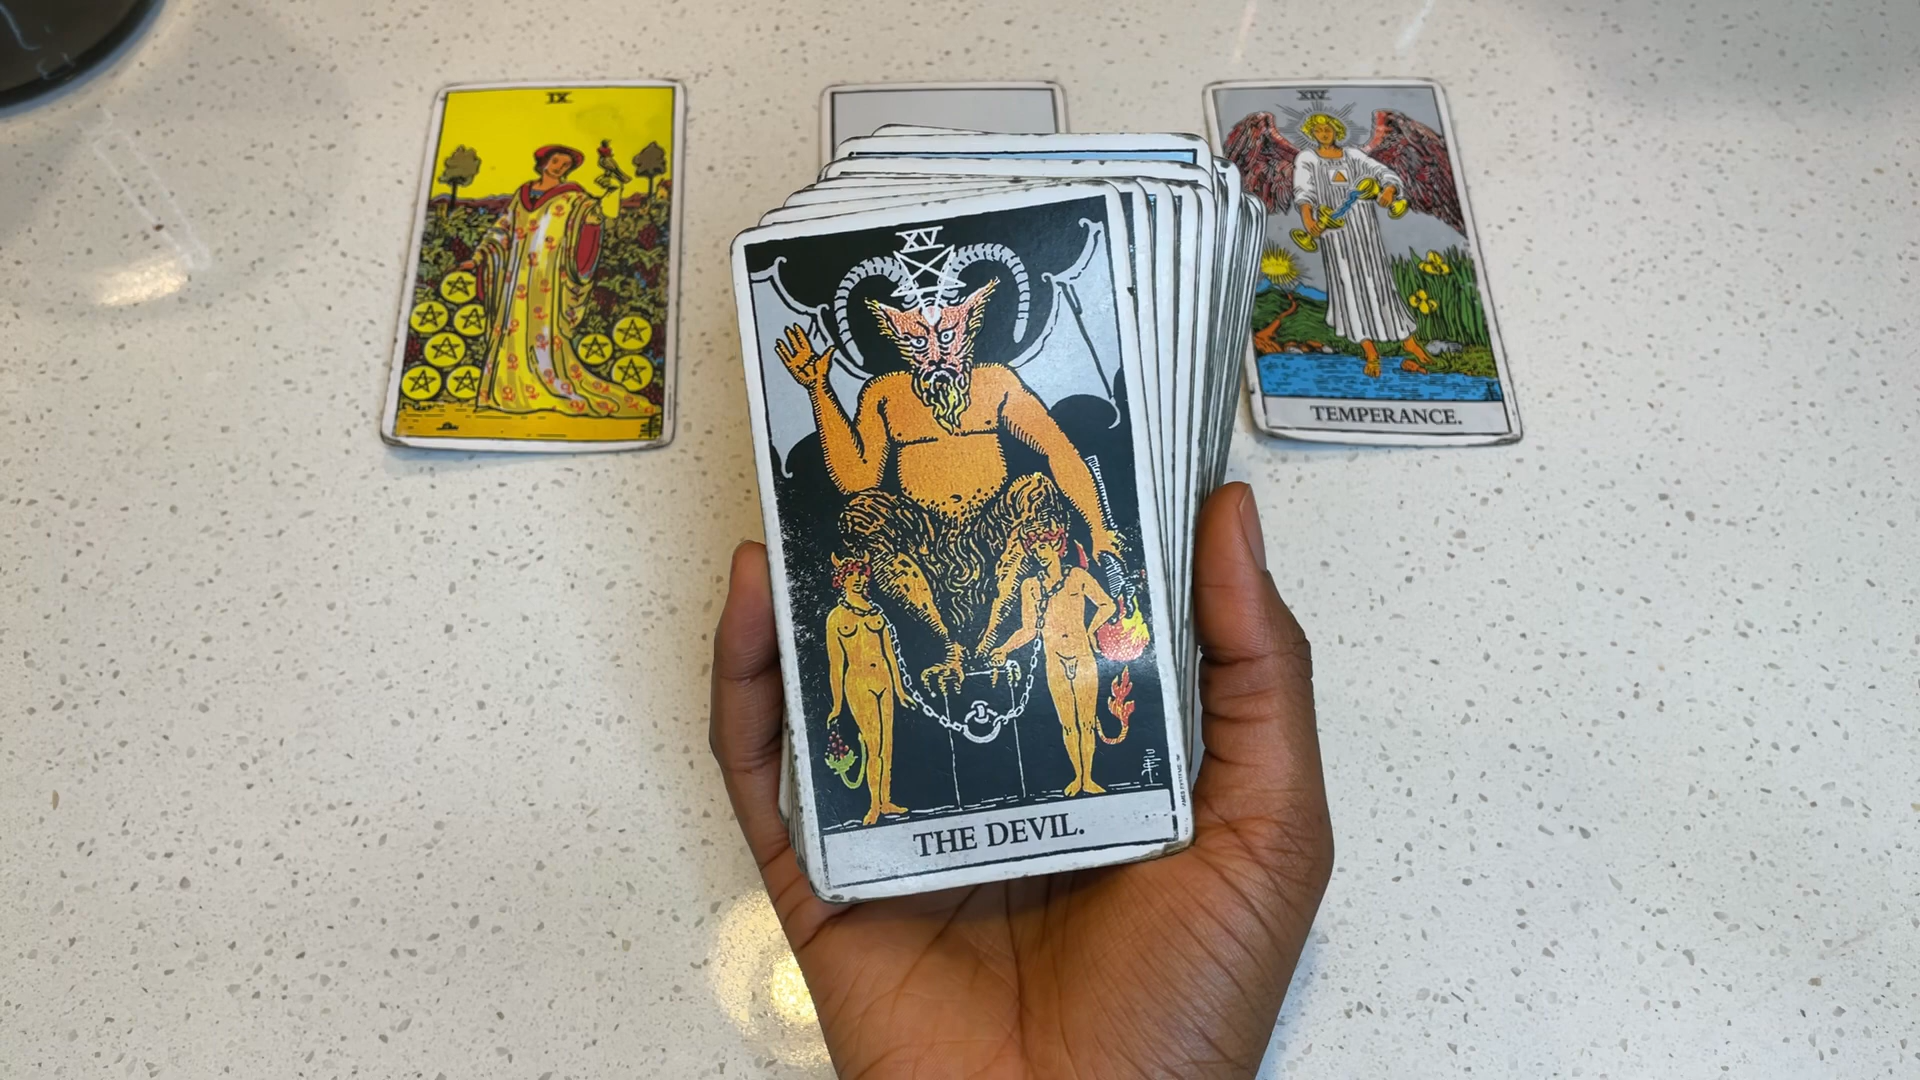 IX
XIV
TEMPERANCE.
XV
THE DEVIL.